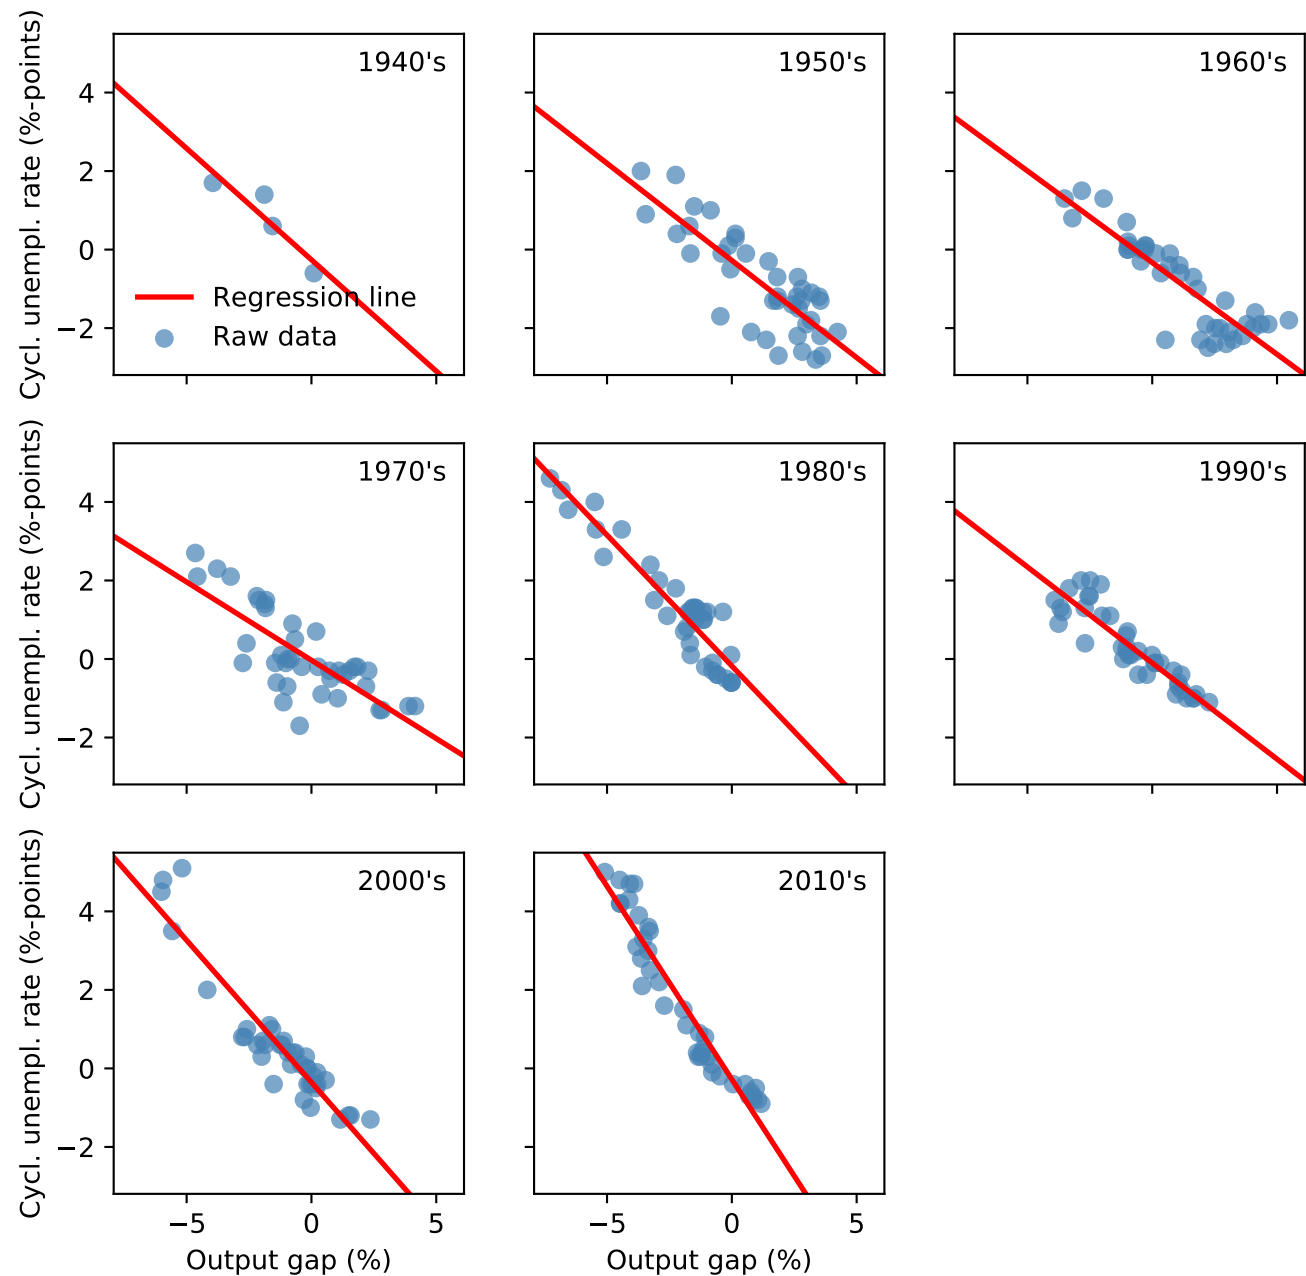 Cycl. unempl. rate (%-points)
4
2
0
−2
1940's
Regression line
Raw data
1950's
1960's
Cycl. unempl. rate (%-points)
4
2
0
−2
1970's
1980's
1990's
Cycl. unempl. rate (%-points)
4
2
0
−2
2000's
2010's
−5 0 5
−5 0 5
Output gap (%)
Output gap (%)